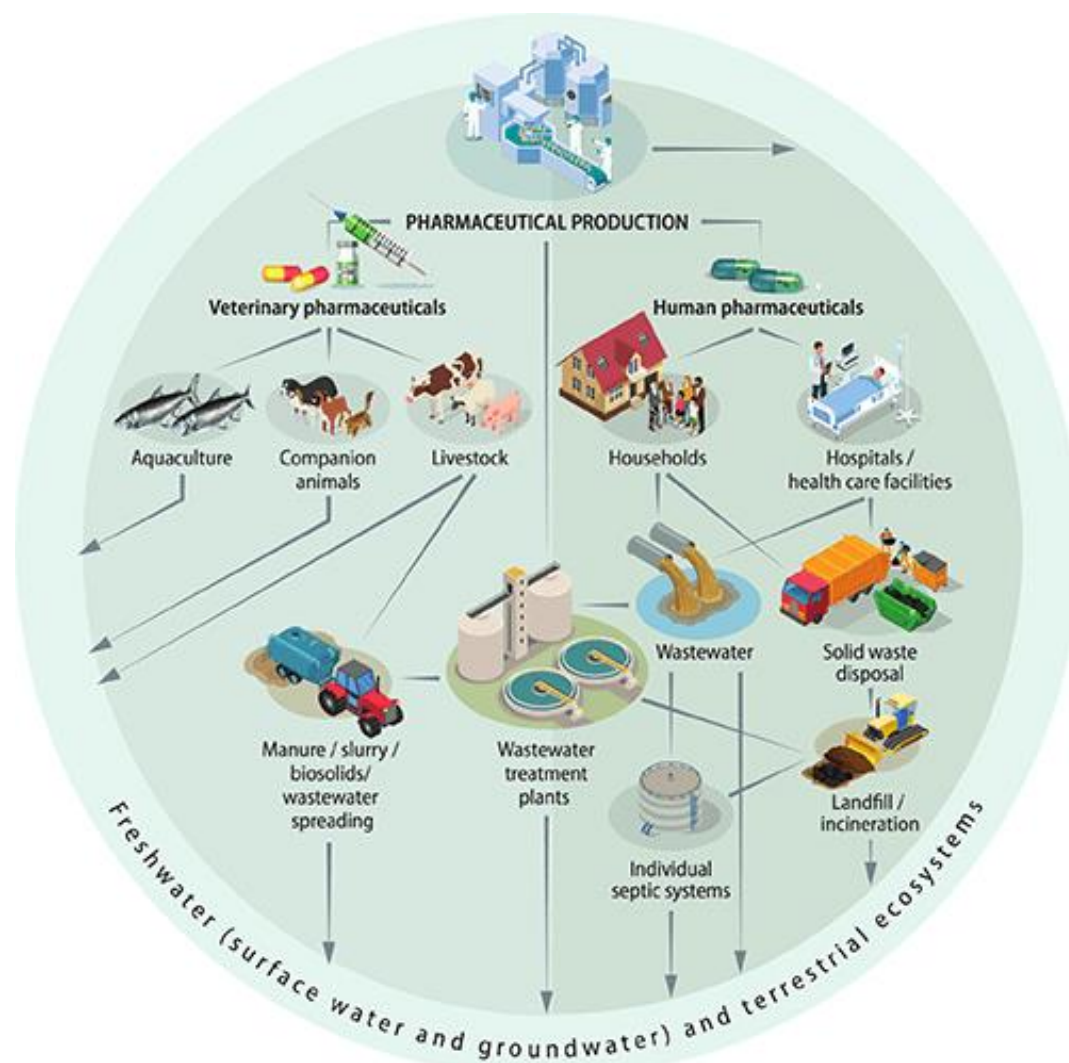 PHARMACEUTICAL PRODUCTION
Veterinary pharmaceuticals
Human pharmaceuticals
Aquaculture
Companion
animals
Livestock
Households
Hospitals /
health care facilities
Wastewater
Solid waste
disposal
Manure / slurry /
biosolids/
wastewater
spreading
Wastewater
treatment
plants
Landfill /
incineration
Individual
septic systems
Freshwater (surface water and groundwater) and terrestrial ecosystems